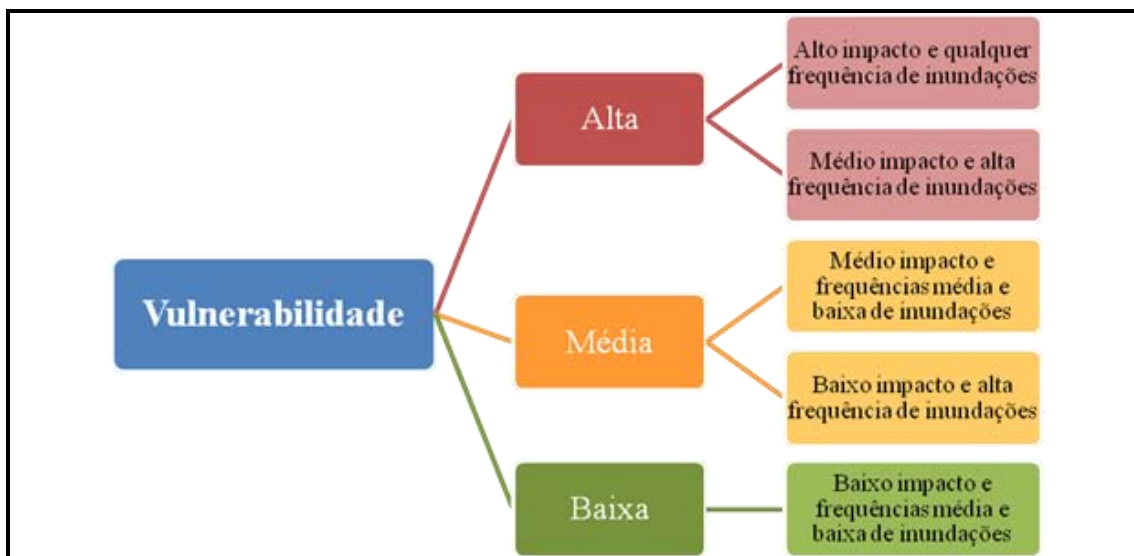 Vulnerabilidade
Alta
Alto impacto e qualquer
frequência de inundações
Médio impacto e alta
frequência de inundações
Média
Médio impacto e
frequências média e
baixa de inundações
Baixo impacto e alta
frequência de inundações
Baixa
Baixo impacto e
frequências média e
baixa de inundações